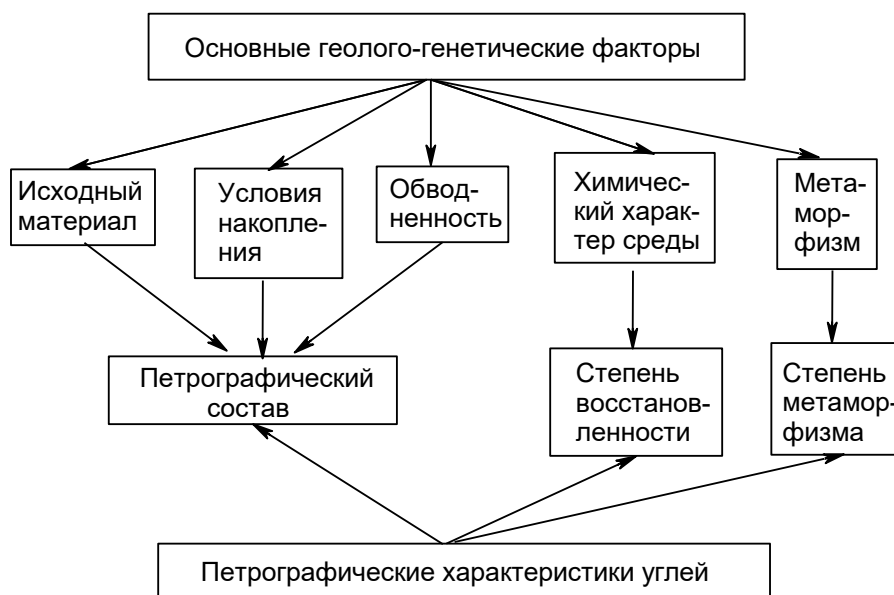 Основные геолого-генетические факторы
Исходный
материал
Условия
накопле-
ния
Обвод-
ненность
Химичес-
кий харак-
тер среды
Мета-
мор-
физм
Петрографический
состав
Степень
восстанов-
ленности
Степень
метамор-
физма
Петрографические характеристики углей